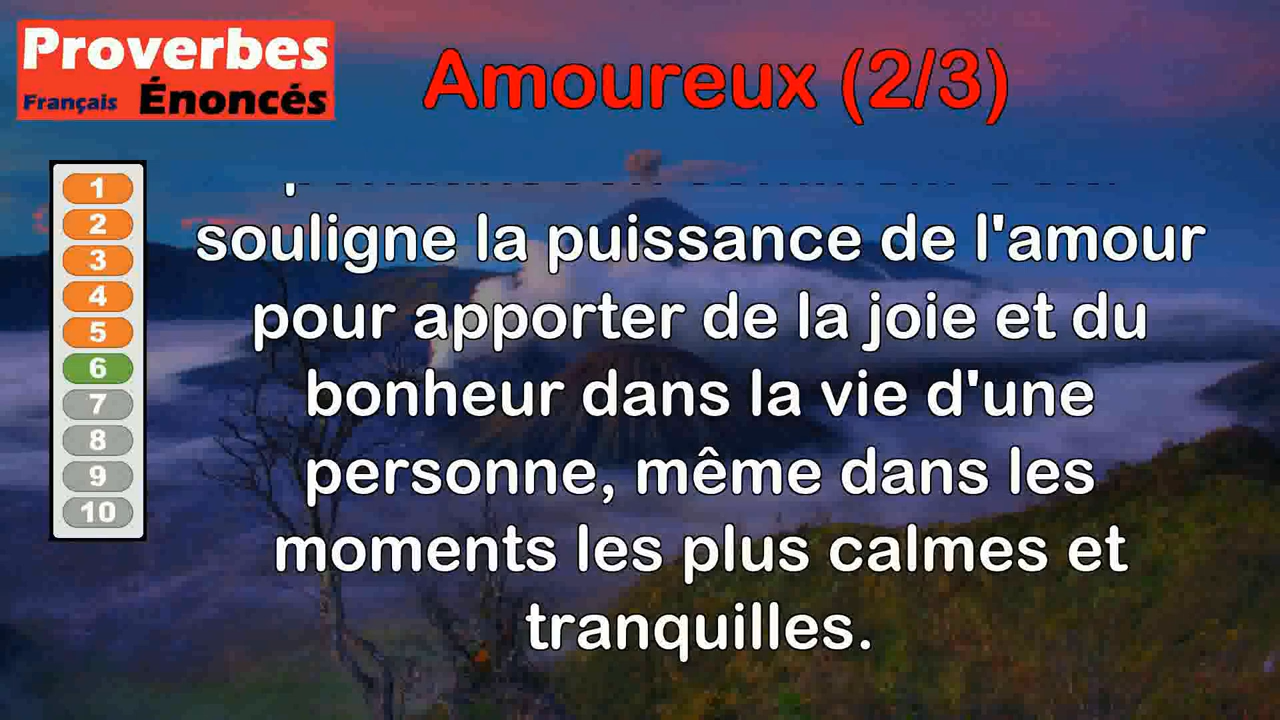 Proverbes
Français Énoncés
Amoureux (2/3)
1
2
3
4
5
6
7
8
9
10
souligne la puissance de l'amour
pour apporter de la joie et du
bonheur dans la vie d'une
personne, même dans les
moments les plus calmes et
tranquilles.